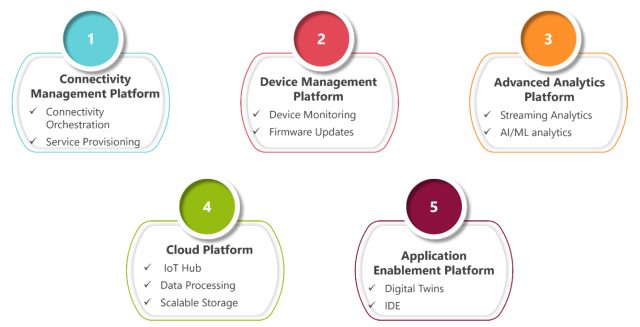 1
Connectivity
Management Platform
✓ Connectivity
Orchestration
✓ Service Provisioning
2
Device Management
Platform
✓ Device Monitoring
✓ Firmware Updates
3
Advanced Analytics
Platform
✓ Streaming Analytics
✓ AI/ML analytics
4
Cloud Platform
✓ IoT Hub
✓ Data Processing
✓ Scalable Storage
5
Application
Enablement Platform
✓ Digital Twins
✓ IDE